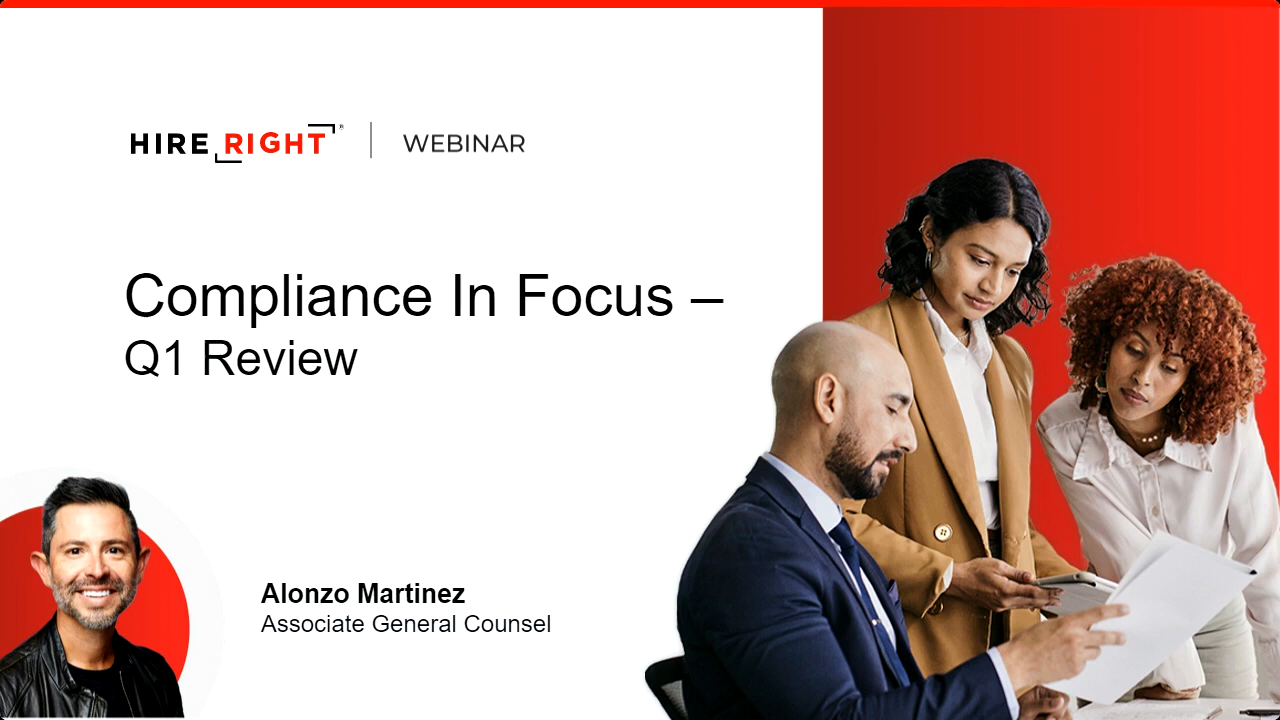 HIRE RIGHT® | WEBINAR
Compliance In Focus –
Q1 Review
Alonzo Martinez
Associate General Counsel